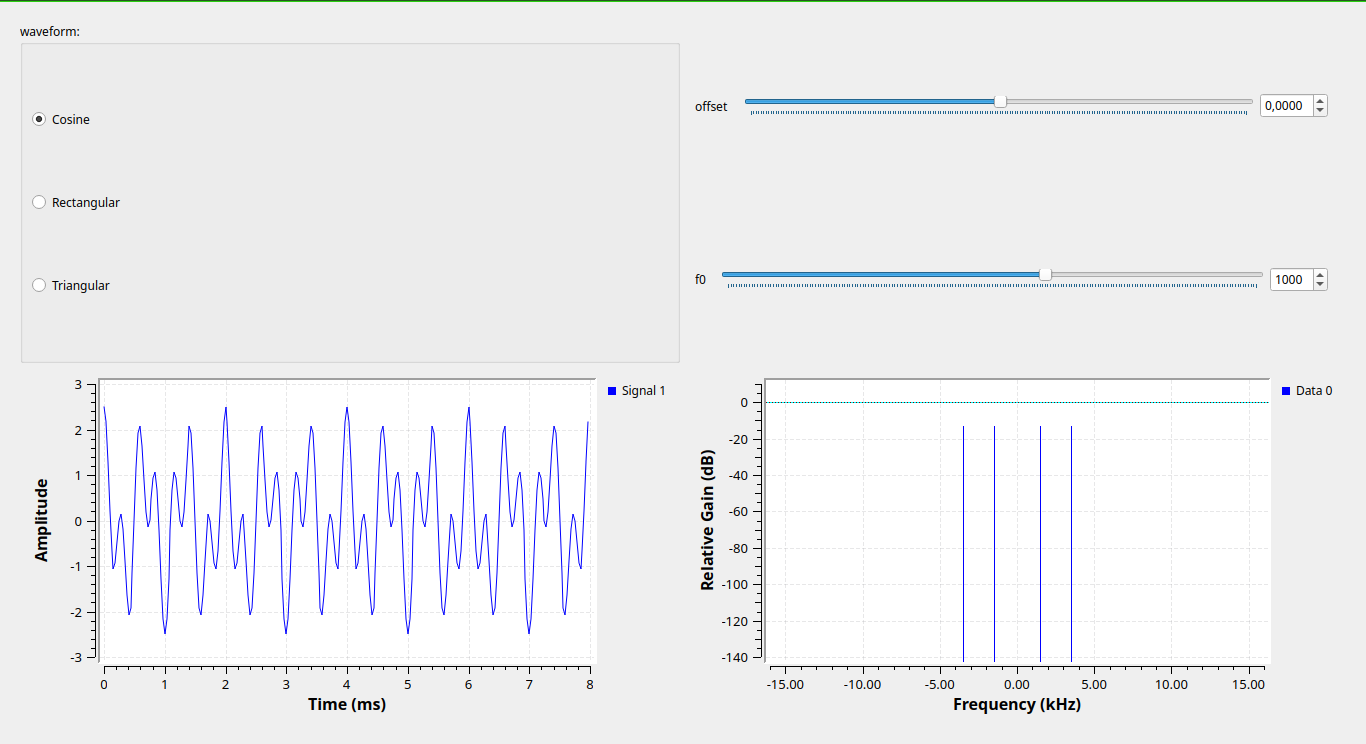 waveform:
Cosine
Rectangular
Triangular
offset
0,0000
f0
1000
Signal 1
3
2
1
0
-1
-2
-3
Amplitude
0 1 2 3 4 5 6 7 8
Time (ms)
Data 0
0
-20
-40
-60
-80
-100
-120
-140
Relative Gain (dB)
-15.00 -10.00 -5.00 0.00 5.00 10.00 15.00
Frequency (kHz)